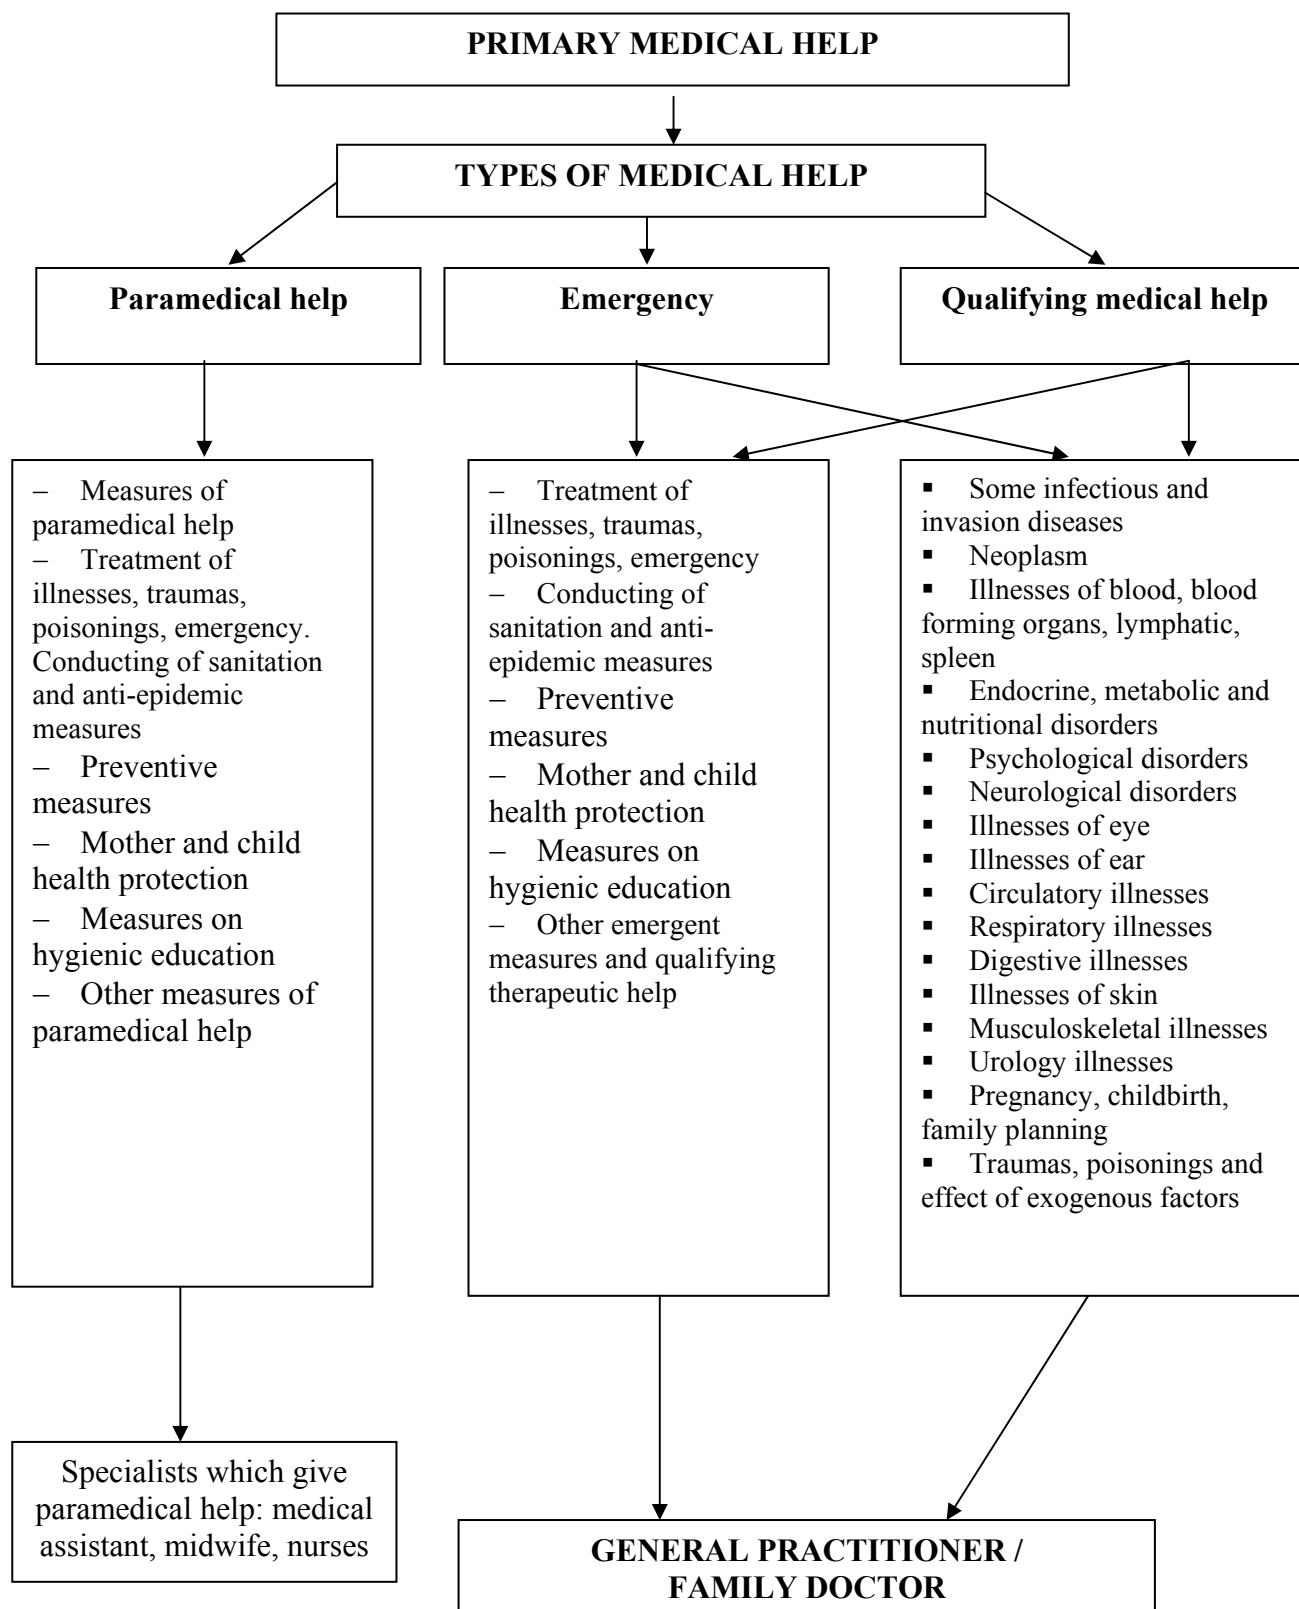 PRIMARY MEDICAL HELP
TYPES OF MEDICAL HELP
Paramedical help
Emergency
Qualifying medical help
– Measures of
paramedical help
– Treatment of
illnesses, traumas,
poisonings, emergency.
Conducting of sanitation
and anti-epidemic
measures
– Preventive
measures
– Mother and child
health protection
– Measures on
hygienic education
– Other measures of
paramedical help
– Treatment of
illnesses, traumas,
poisonings, emergency
– Conducting of
sanitation and anti-
epidemic measures
– Preventive
measures
– Mother and child
health protection
– Measures on
hygienic education
– Other emergent
measures and qualifying
therapeutic help
▪ Some infectious and
invasion diseases
▪ Neoplasm
▪ Illnesses of blood, blood
forming organs, lymphatic,
spleen
▪ Endocrine, metabolic and
nutritional disorders
▪ Psychological disorders
▪ Neurological disorders
▪ Illnesses of eye
▪ Illnesses of ear
▪ Circulatory illnesses
▪ Respiratory illnesses
▪ Digestive illnesses
▪ Illnesses of skin
▪ Musculoskeletal illnesses
▪ Urology illnesses
▪ Pregnancy, childbirth,
family planning
▪ Traumas, poisonings and
effect of exogenous factors
Specialists which give
paramedical help: medical
assistant, midwife, nurses
GENERAL PRACTITIONER /
FAMILY DOCTOR